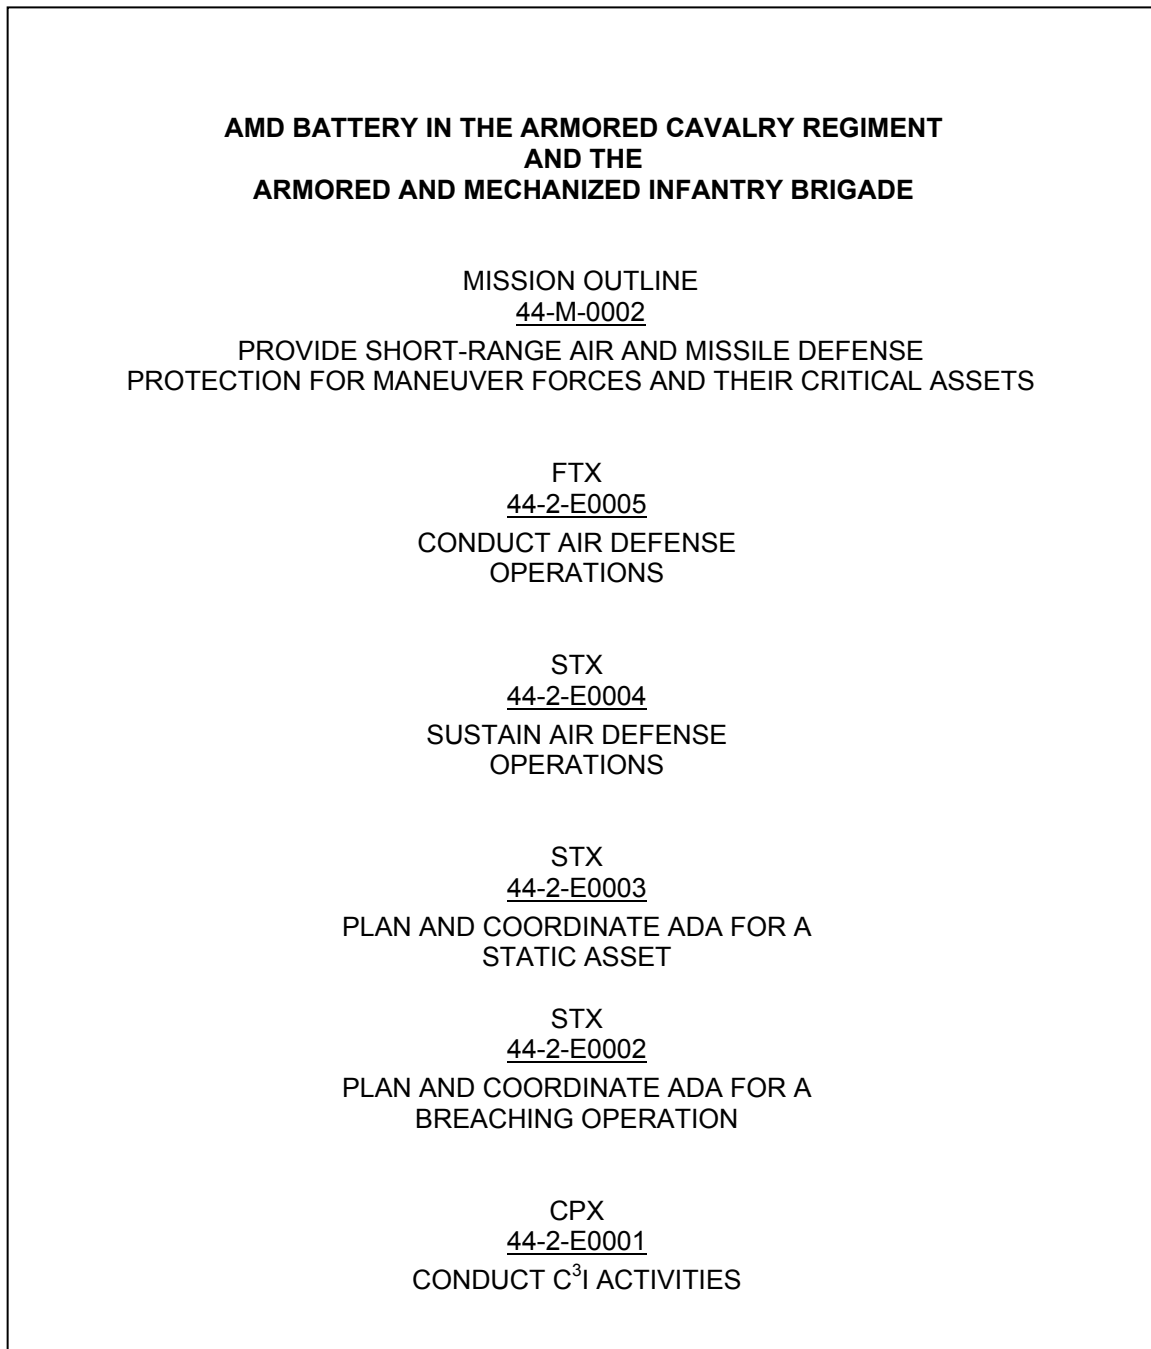 AMD BATTERY IN THE ARMORED CAVALRY REGIMENT
AND THE
ARMORED AND MECHANIZED INFANTRY BRIGADE
MISSION OUTLINE
44-M-0002
PROVIDE SHORT-RANGE AIR AND MISSILE DEFENSE
PROTECTION FOR MANEUVER FORCES AND THEIR CRITICAL ASSETS
FTX
44-2-E0005
CONDUCT AIR DEFENSE
OPERATIONS
STX
44-2-E0004
SUSTAIN AIR DEFENSE
OPERATIONS
STX
44-2-E0003
PLAN AND COORDINATE ADA FOR A
STATIC ASSET
STX
44-2-E0002
PLAN AND COORDINATE ADA FOR A
BREACHING OPERATION
CPX
44-2-E0001
CONDUCT C³I ACTIVITIES